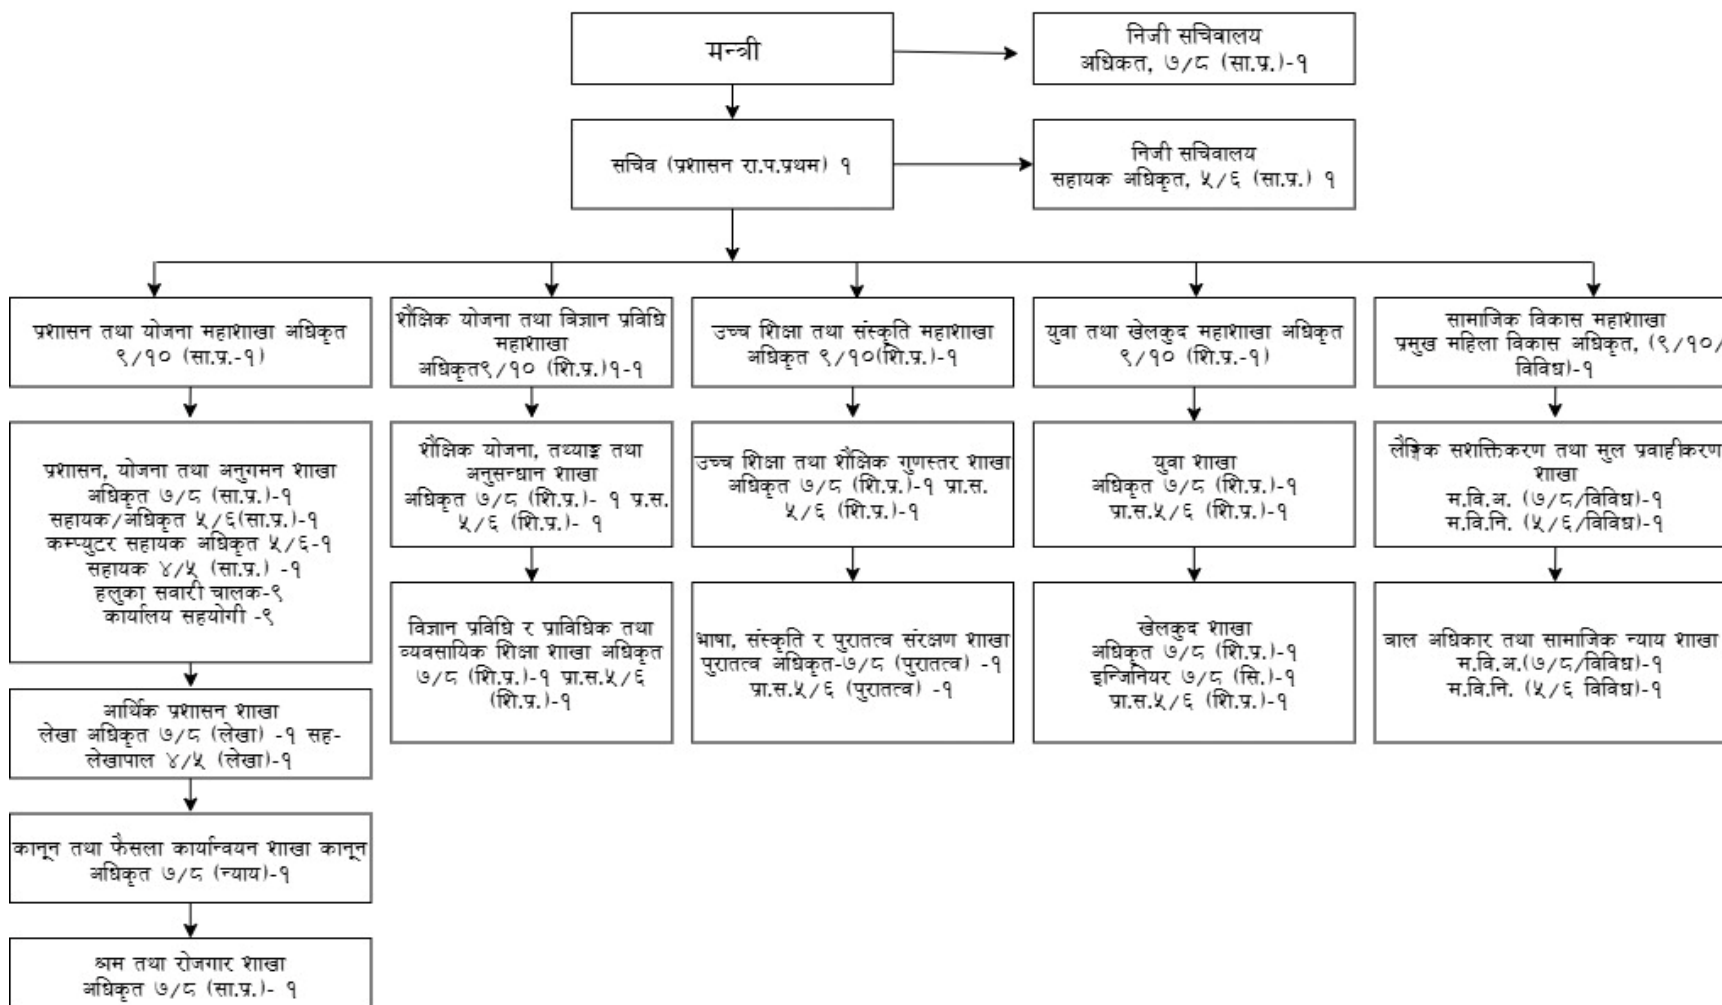 मन्त्री
निजी सचिवालय
अधिकत, ७/८ (सा.प्र.)-१
सचिव (प्रशासन रा.प.प्रथम) १
निजी सचिवालय
सहायक अधिकृत, ५/६ (सा.प्र.) १
प्रशासन तथा योजना महाशाखा अधिकृत
९/१० (सा.प्र.-१)
शैक्षिक योजना तथा बिज्ञान प्रविधि
महाशाखा
अधिकृत९/१० (शि.प्र.)१-१
उच्च शिक्षा तथा संस्कृति महाशाखा
अधिकृत ९/१०(शि.प्र.)-१
युवा तथा खेलकुद महाशाखा अधिकृत
९/१० (शि.प्र.-१)
सामाजिक विकास महाशाखा
प्रमुख महिला विकास अधिकृत, (९/१०/
विविध)-१
प्रशासन, योजना तथा अनुगमन शाखा
अधिकृत ७/८ (सा.प्र.)-१
सहायक/अधिकृत ५/६(सा.प्र.)-१
कम्प्युटर सहायक अधिकृत ५/६-१
सहायक ४/५ (सा.प्र.) -१
हलुका सवारी चालक-९
कार्यालय सहयोगी -९
शैक्षिक योजना, तथ्याङ्क तथा
अनुसन्धान शाखा
अधिकृत ७/८ (शि.प्र.)- १ प्र.स.
५/६ (शि.प्र.)- १
उच्च शिक्षा तथा शैक्षिक गुणस्तर शाखा
अधिकृत ७/८ (शि.प्र.)-१ प्रा.स.
५/६ (शि.प्र.)-१
युवा शाखा
अधिकृत ७/८ (शि.प्र.)-१
प्रा.स.५/६ (शि.प्र.)-१
लैङ्गिक सशक्तिकरण तथा मुल प्रवाहीकरण
शाखा
म.वि.अ. (७/८/विविध)-१
म.वि.नि. (५/६/विविध)-१
विज्ञान प्रविधि र प्राविधिक तथा
व्यवसायिक शिक्षा शाखा अधिकृत
७/८ (शि.प्र.)-१ प्रा.स.५/६
(शि.प्र.)-१
भाषा, संस्कृति र पुरातत्व संरक्षण शाखा
पुरातत्व अधिकृत-७/८ (पुरातत्व) -१
प्रा.स.५/६ (पुरातत्व) -१
खेलकुद शाखा
अधिकृत ७/८ (शि.प्र.)-१
इन्जिनियर ७/८ (सि.)-१
प्रा.स.५/६ (शि.प्र.)-१
बाल अधिकार तथा सामाजिक न्याय शाखा
म.वि.अ.(७/८/विविध)-१
म.वि.नि. (५/६ विविध)-१
आर्थिक प्रशासन शाखा
लेखा अधिकृत ७/८ (लेखा) -१ सह-
लेखापाल ४/५ (लेखा)-१
कानून तथा फैसला कार्यान्वयन शाखा कानून
अधिकृत ७/८ (न्याय)-१
श्रम तथा रोजगार शाखा
अधिकृत ७/८ (सा.प्र.)- १